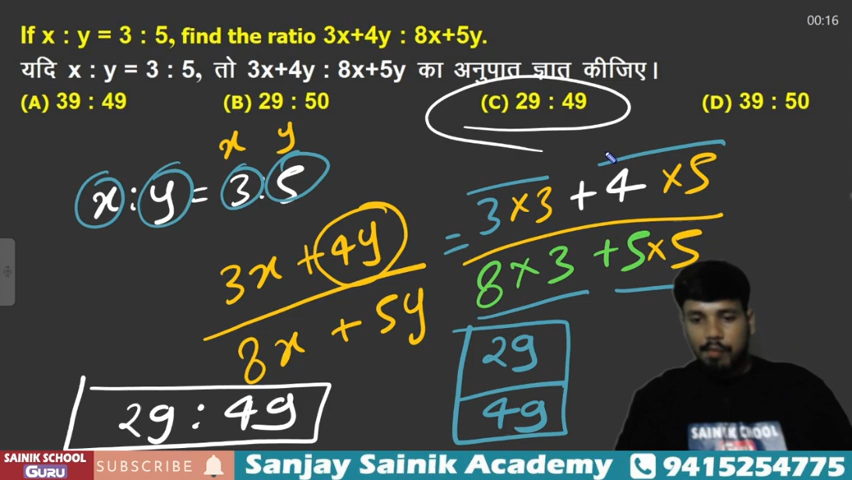 00:16
If x : y = 3 : 5, find the ratio 3x+4y : 8x+5y.
यदि x : y = 3 : 5, तो 3x+4y : 8x+5y का अनुपात ज्ञात कीजिए।
(A) 39 : 49 (B) 29 : 50 (C) 29 : 49 (D) 39 : 50
x y
x : y = 3 : 5
3x + 4y
8x + 5y
= 3 × 3 + 4 × 5
8 × 3 + 5 × 5
29
49
29 : 49
SAINIK SCHOOL
GURU
SUBSCRIBE
SAINIK SCHOOL
Sanjay Sainik Academy 9415254775